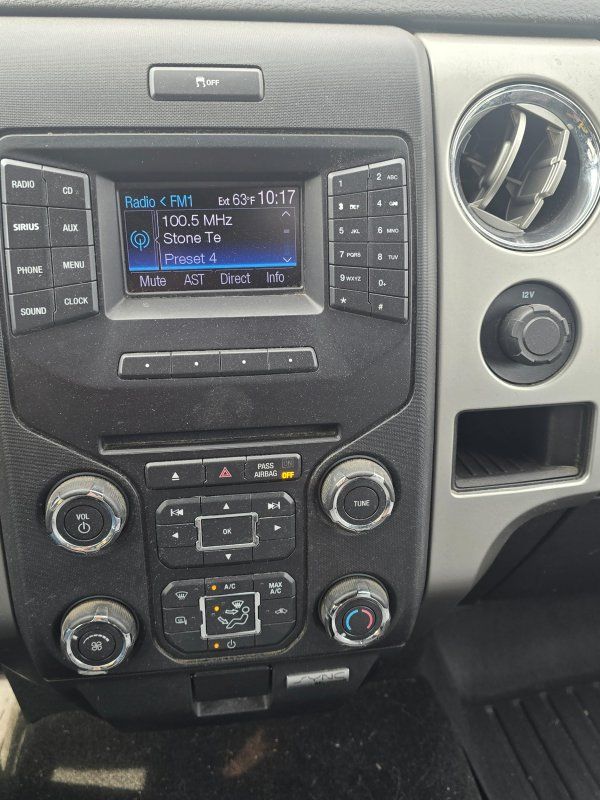 OFF
RADIO
CD
SIRIUS
AUX
PHONE
MENU
SOUND
CLOCK
Radio < FM1 Ext 63°F 10:17
100.5 MHz
Stone Te
Preset 4
Mute AST Direct Info
1
2 ABC
3 DEF
4 GHI
5 JKL
6 MNO
7 PQRS
8 TUV
9 WXYZ
0+
*
#
12V
PASS AIRBAG ON OFF
VOL
TUNE
OK
A/C
MAX A/C
SYNC